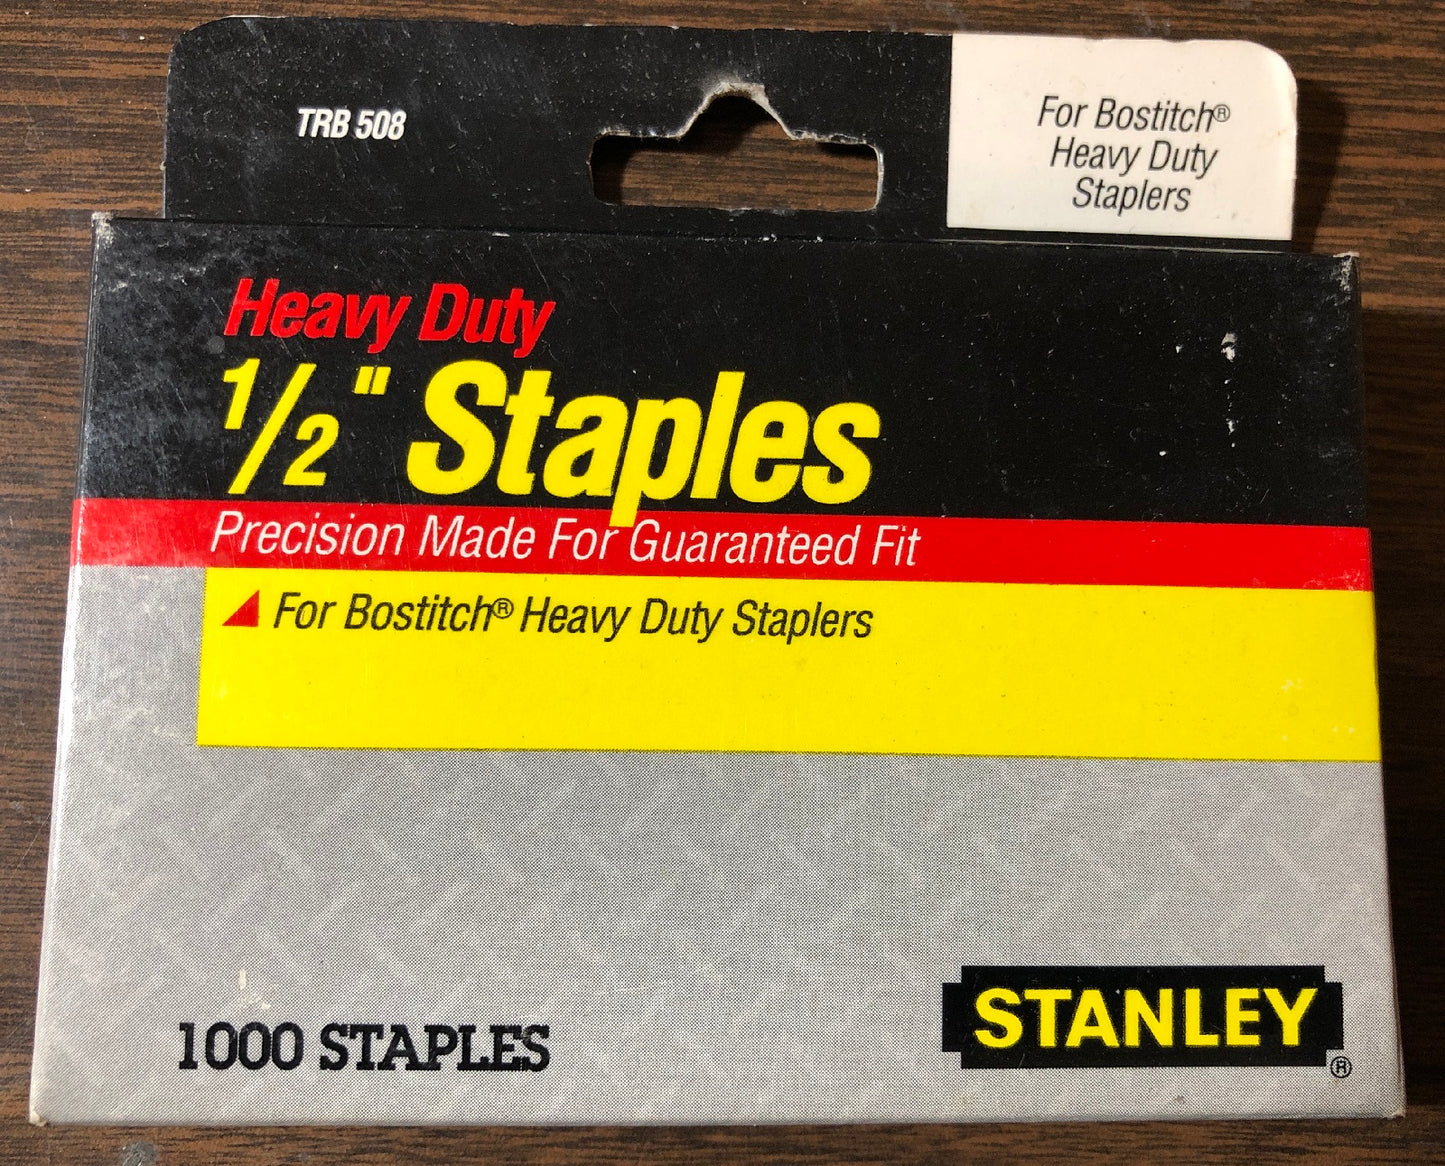 TRB 508
For Bostitch®
Heavy Duty
Staplers
Heavy Duty
1/2" Staples
Precision Made For Guaranteed Fit
For Bostitch® Heavy Duty Staplers
1000 STAPLES
STANLEY®